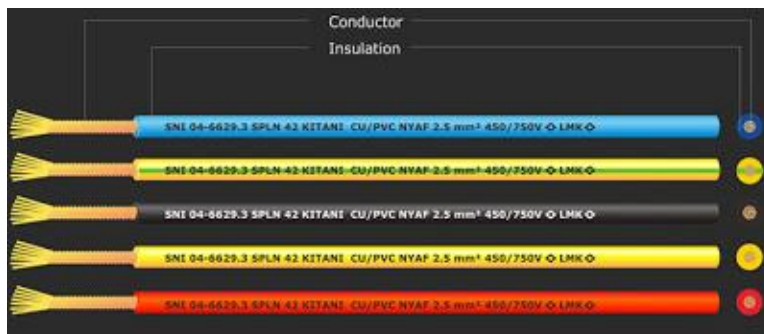 Conductor
Insulation
SNI 04-6629.3 SPLN 42 KITANI CU/PVC NYAF 2.5 mm² 450/750V LMK
SNI 04-6629.3 SPLN 42 KITANI CU/PVC NYAF 2.5 mm² 450/750V LMK
SNI 04-6629.3 SPLN 42 KITANI CU/PVC NYAF 2.5 mm² 450/750V LMK
SNI 04-6629.3 SPLN 42 KITANI CU/PVC NYAF 2.5 mm² 450/750V LMK
SNI 04-6629.3 SPLN 42 KITANI CU/PVC NYAF 2.5 mm² 450/750V LMK